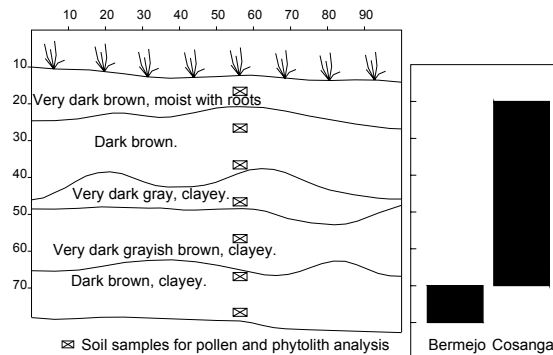 10 20 30 40 50 60 70 80 90
10
Very dark brown, moist with roots
20
30
Dark brown.
40
Very dark gray, clayey.
50
Very dark grayish brown, clayey.
60
Dark brown, clayey.
70
Soil samples for pollen and phytolith analysis
Bermejo Cosanga